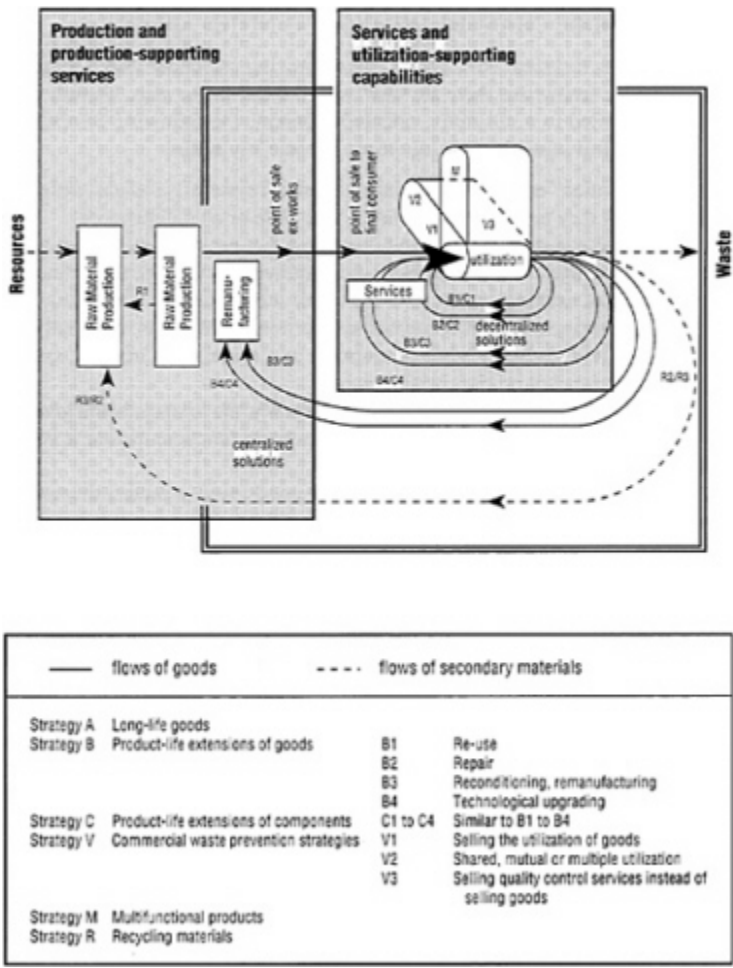 Production and
production-supporting
services
Services and
utilization-supporting
capabilities
Resources
Raw Material
Production
R1
Raw Material
Production
Remanu-
facturing
point of sale
ex-works
point of sale to
final consumer
V2
V1
V3
utilization
Services
B1/C1
B2/C2
decentralized
solutions
B3/C3
B4/C4
B3/C3
B4/C4
R3/R2
R2/R3
centralized
solutions
Waste
flows of goods
flows of secondary materials
Strategy A Long-life goods
Strategy B Product-life extensions of goods
B1 Re-use
B2 Repair
B3 Reconditioning, remanufacturing
B4 Technological upgrading
Strategy C Product-life extensions of components
C1 to C4 Similar to B1 to B4
Strategy V Commercial waste prevention strategies
V1 Selling the utilization of goods
V2 Shared, mutual or multiple utilization
V3 Selling quality control services instead of
selling goods
Strategy M Multifunctional products
Strategy R Recycling materials